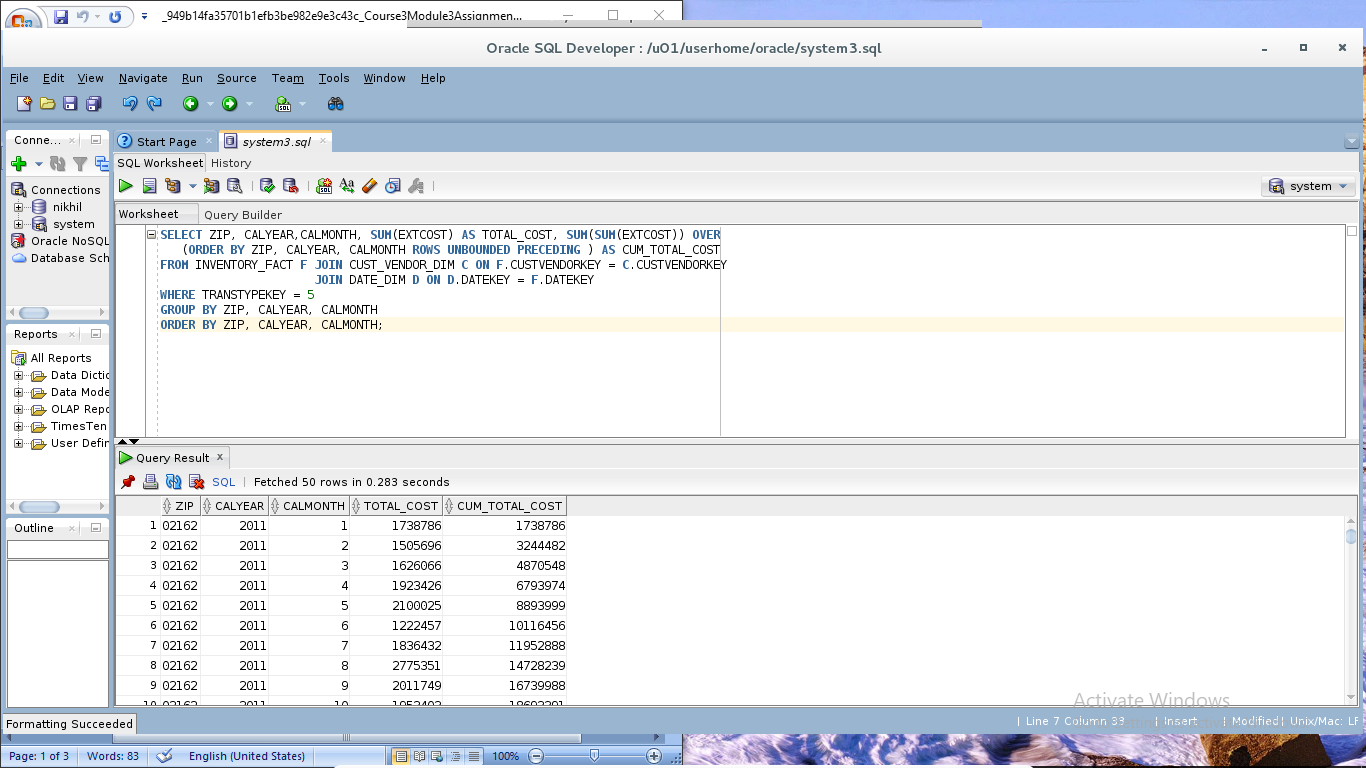 _949b14fa35701b1efb3be982e9e3c43c_Course3Module3Assignmen...
Oracle SQL Developer : /u01/userhome/oracle/system3.sql
File Edit View Navigate Run Source Team Tools Window Help
Conne...
Start Page
system3.sql
SQL Worksheet History
system
Connections
nikhil
system
Oracle NoSQL
Database Sch
Worksheet Query Builder
SELECT ZIP, CALYEAR,CALMONTH, SUM(EXTCOST) AS TOTAL_COST, SUM(SUM(EXTCOST)) OVER
(ORDER BY ZIP, CALYEAR, CALMONTH ROWS UNBOUNDED PRECEDING ) AS CUM_TOTAL_COST
FROM INVENTORY_FACT F JOIN CUST_VENDOR_DIM C ON F.CUSTVENDORKEY = C.CUSTVENDORKEY
JOIN DATE_DIM D ON D.DATEKEY = F.DATEKEY
WHERE TRANSTYPEKEY = 5
GROUP BY ZIP, CALYEAR, CALMONTH
ORDER BY ZIP, CALYEAR, CALMONTH;
Reports
All Reports
Data Dictic
Data Mode
OLAP Repo
TimesTen
User Defin
Outline
Query Result
SQL | Fetched 50 rows in 0.283 seconds
ZIP CALYEAR CALMONTH TOTAL_COST CUM_TOTAL_COST
1 02162 2011 1 1738786 1738786
2 02162 2011 2 1505696 3244482
3 02162 2011 3 1626066 4870548
4 02162 2011 4 1923426 6793974
5 02162 2011 5 2100025 8893999
6 02162 2011 6 1222457 10116456
7 02162 2011 7 1836432 11952888
8 02162 2011 8 2775351 14728239
9 02162 2011 9 2011749 16739988
Activate Windows
Formatting Succeeded
| Line 7 Column 33 | Insert | Modified| Unix/Mac: LF
Page: 1 of 3 Words: 83 English (United States) 100%